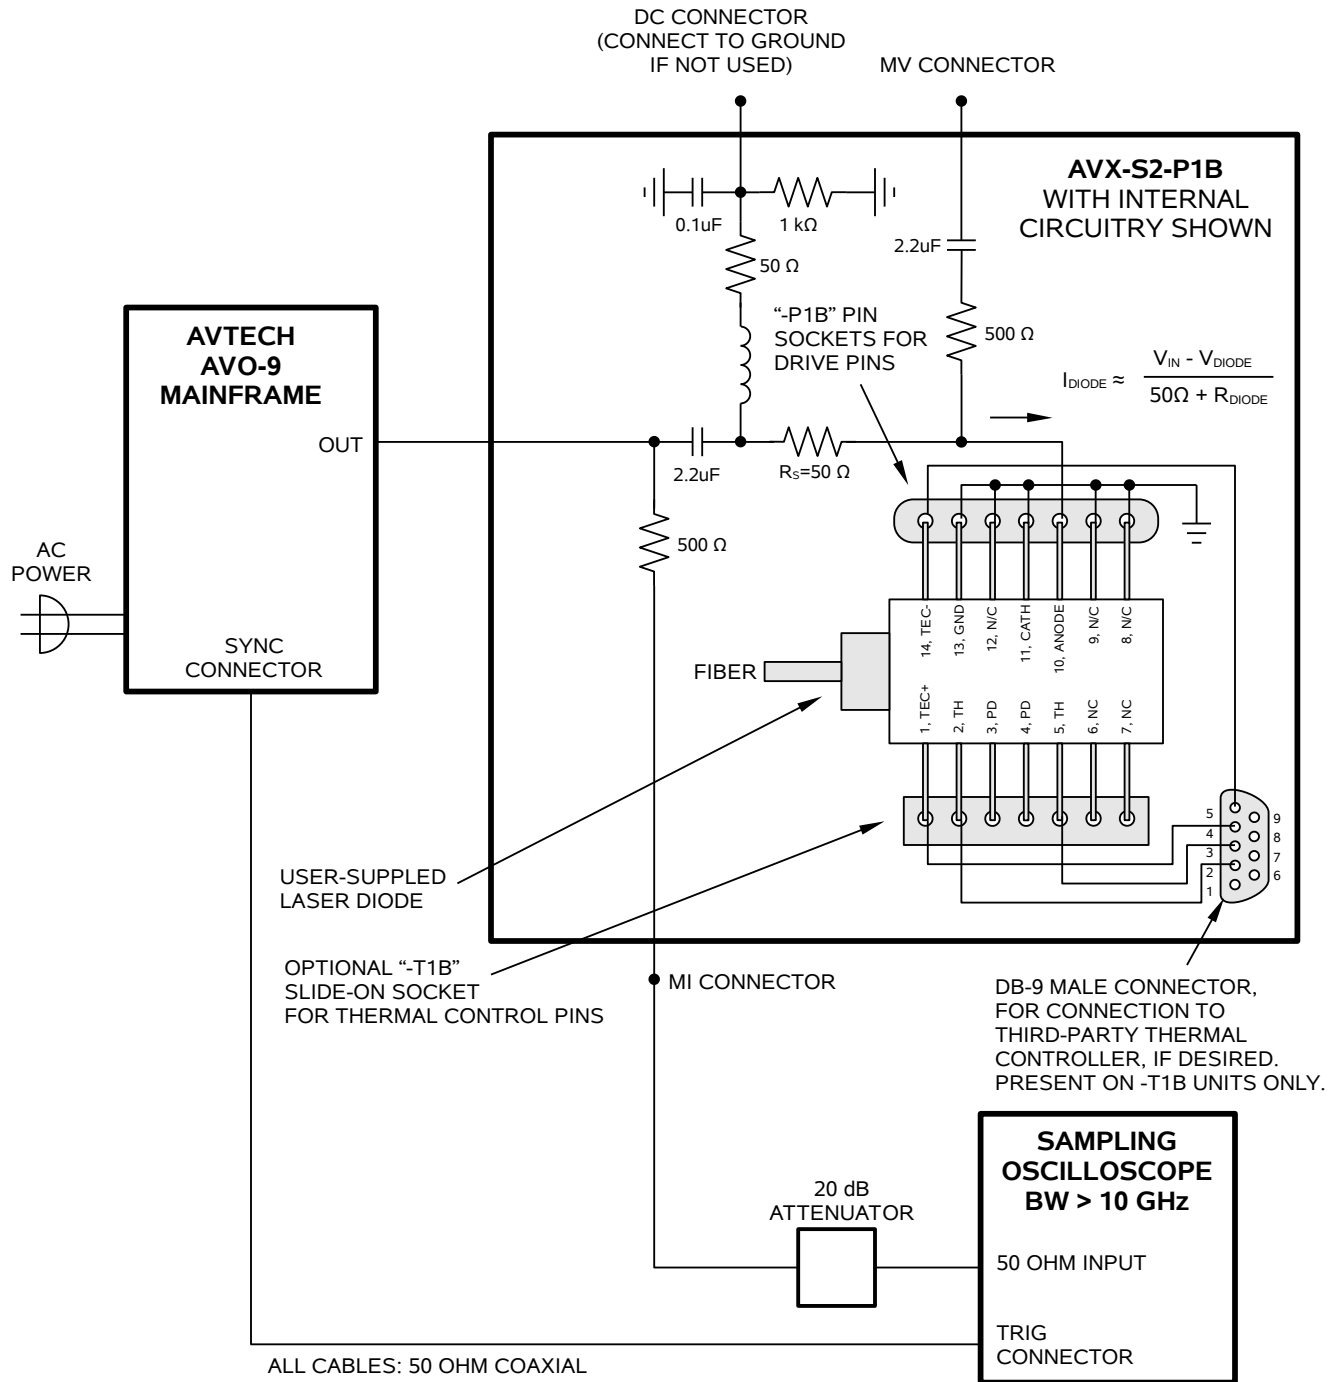 DC CONNECTOR
(CONNECT TO GROUND
IF NOT USED)
MV CONNECTOR
AVX-S2-P1B
WITH INTERNAL
CIRCUITRY SHOWN
0.1uF
1 kΩ
50 Ω
2.2uF
500 Ω
"-P1B" PIN
SOCKETS FOR
DRIVE PINS
I_DIODE ≈ V_IN - V_DIODE
50Ω + R_DIODE
AVTECH
AVO-9
MAINFRAME
OUT
2.2uF
R_S=50 Ω
500 Ω
AC
POWER
SYNC
CONNECTOR
14, TEC-
13, GND
12, N/C
11, CATH
10, ANODE
9, N/C
8, N/C
FIBER
1, TEC+
2, TH
3, PD
4, PD
5, TH
6, NC
7, NC
5
4
3
2
1
9
8
7
6
USER-SUPPLED
LASER DIODE
OPTIONAL “-T1B”
SLIDE-ON SOCKET
FOR THERMAL CONTROL PINS
MI CONNECTOR
DB-9 MALE CONNECTOR,
FOR CONNECTION TO
THIRD-PARTY THERMAL
CONTROLLER, IF DESIRED.
PRESENT ON -T1B UNITS ONLY.
SAMPLING
OSCILLOSCOPE
BW > 10 GHz
20 dB
ATTENUATOR
50 OHM INPUT
TRIG
CONNECTOR
ALL CABLES: 50 OHM COAXIAL